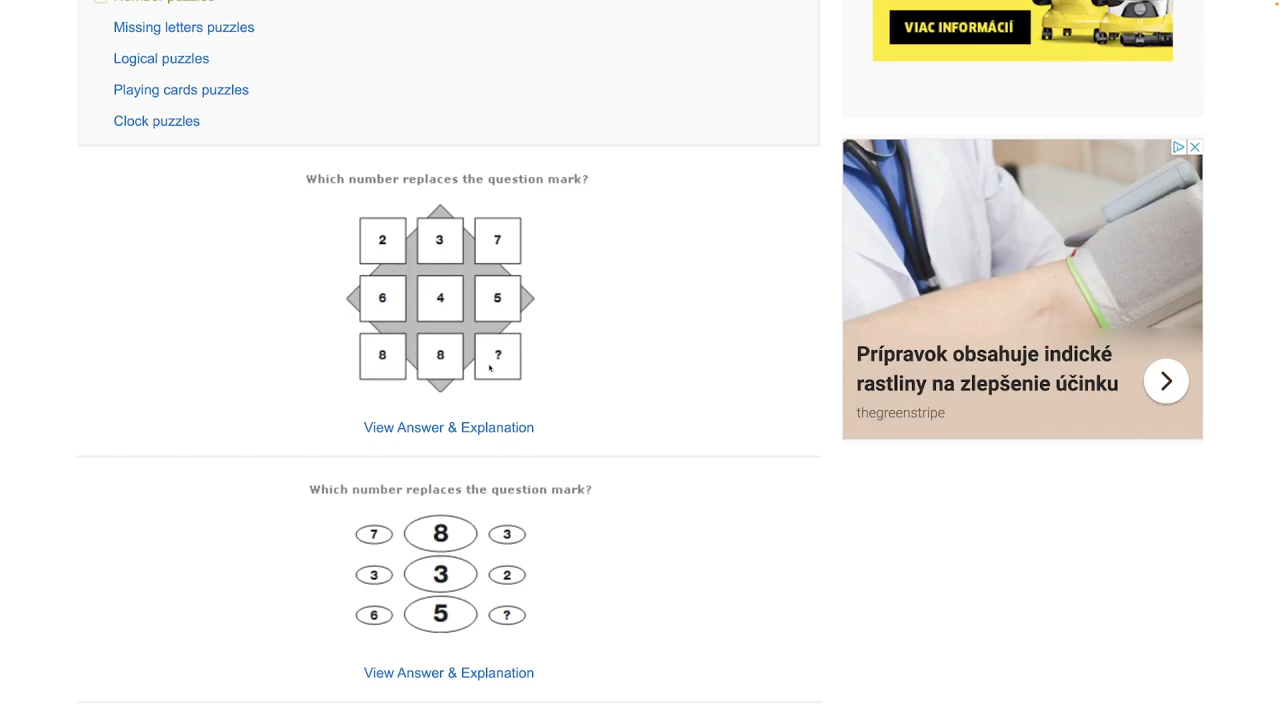 VIAC INFORMÁCIÍ
Missing letters puzzles
Logical puzzles
Playing cards puzzles
Clock puzzles
Which number replaces the question mark?
2 3 7
6 4 5
8 8 ?
View Answer & Explanation
Prípravok obsahuje indické
rastliny na zlepšenie účinku
thegreenstripe
Which number replaces the question mark?
7 8 3
3 3 2
6 5 ?
View Answer & Explanation